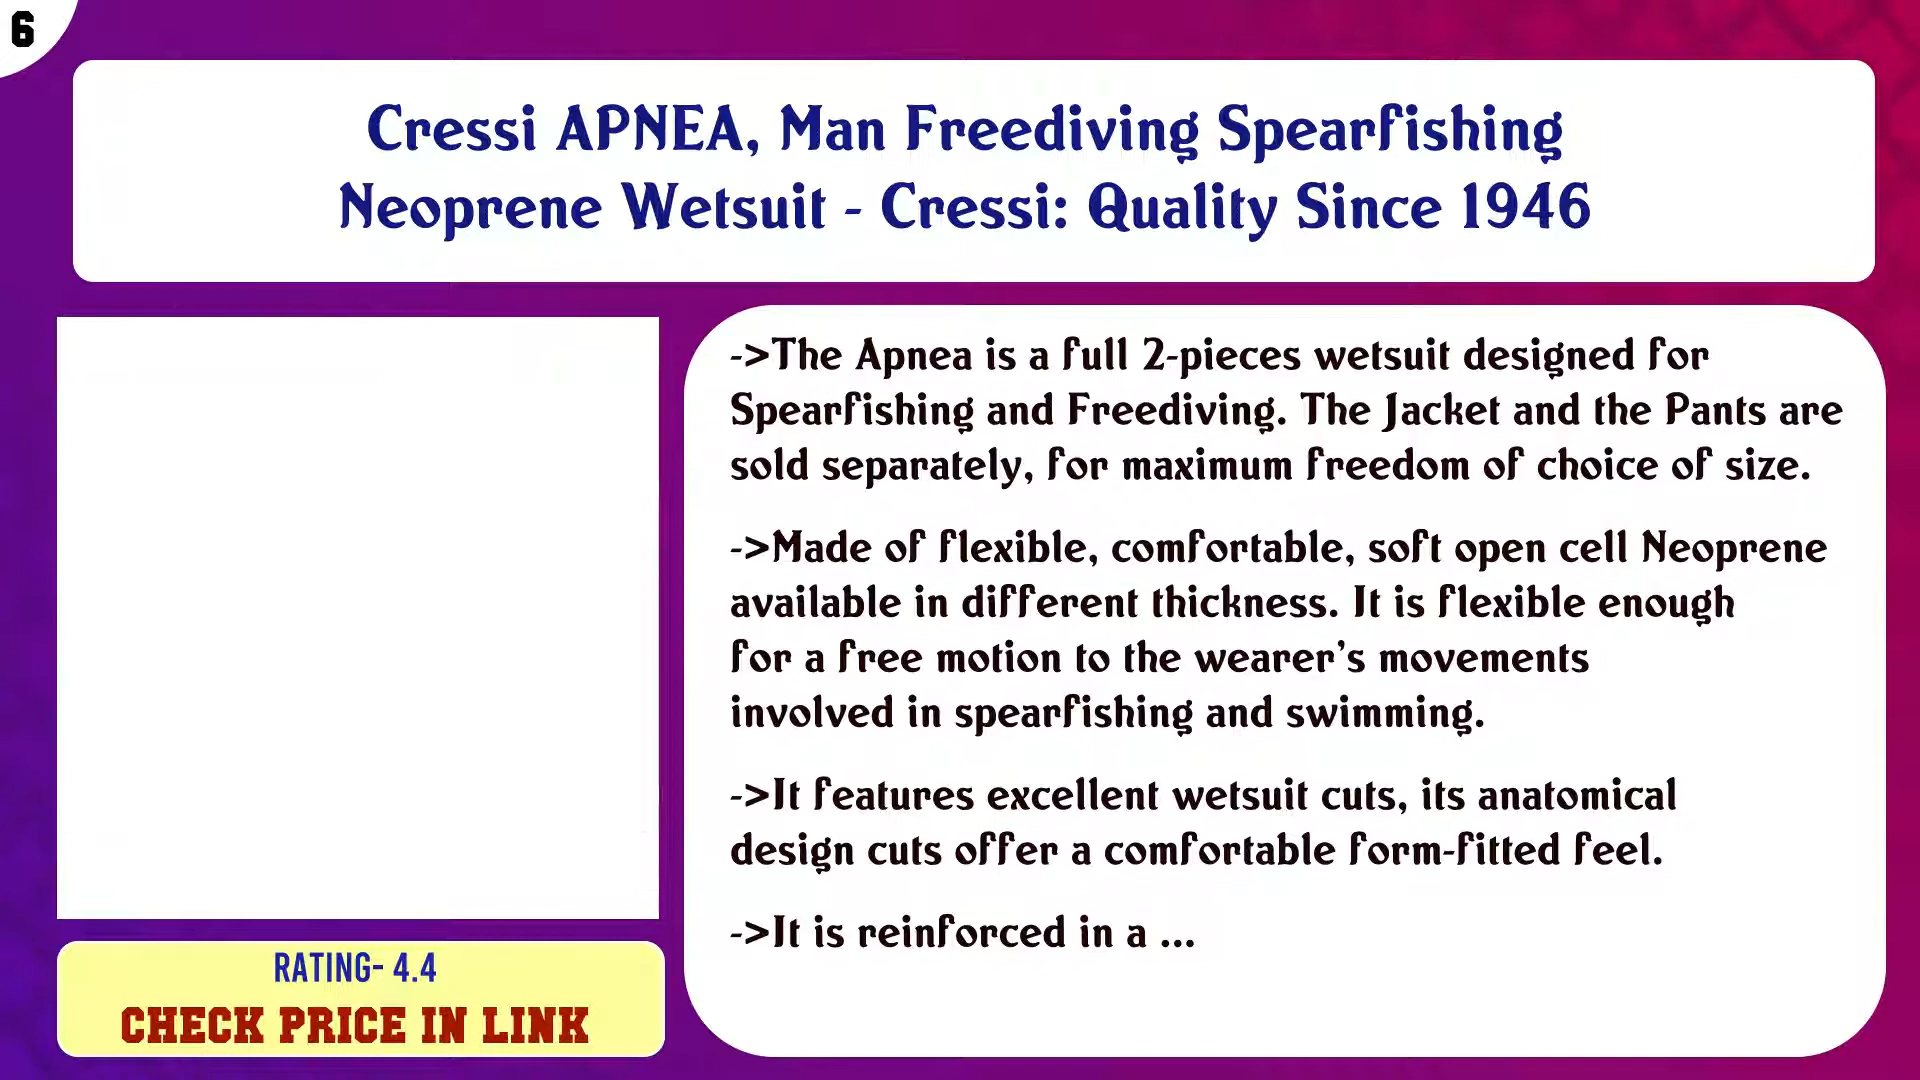 6
Cressi APNEA, Man Freediving Spearfishing
Neoprene Wetsuit - Cressi: Quality Since 1946
->The Apnea is a full 2-pieces wetsuit designed for
Spearfishing and Freediving. The Jacket and the Pants are
sold separately, for maximum freedom of choice of size.
->Made of flexible, comfortable, soft open cell Neoprene
available in different thickness. It is flexible enough
for a free motion to the wearer's movements
involved in spearfishing and swimming.
->It features excellent wetsuit cuts, its anatomical
design cuts offer a comfortable form-fitted feel.
->It is reinforced in a ...
RATING- 4.4
CHECK PRICE IN LINK